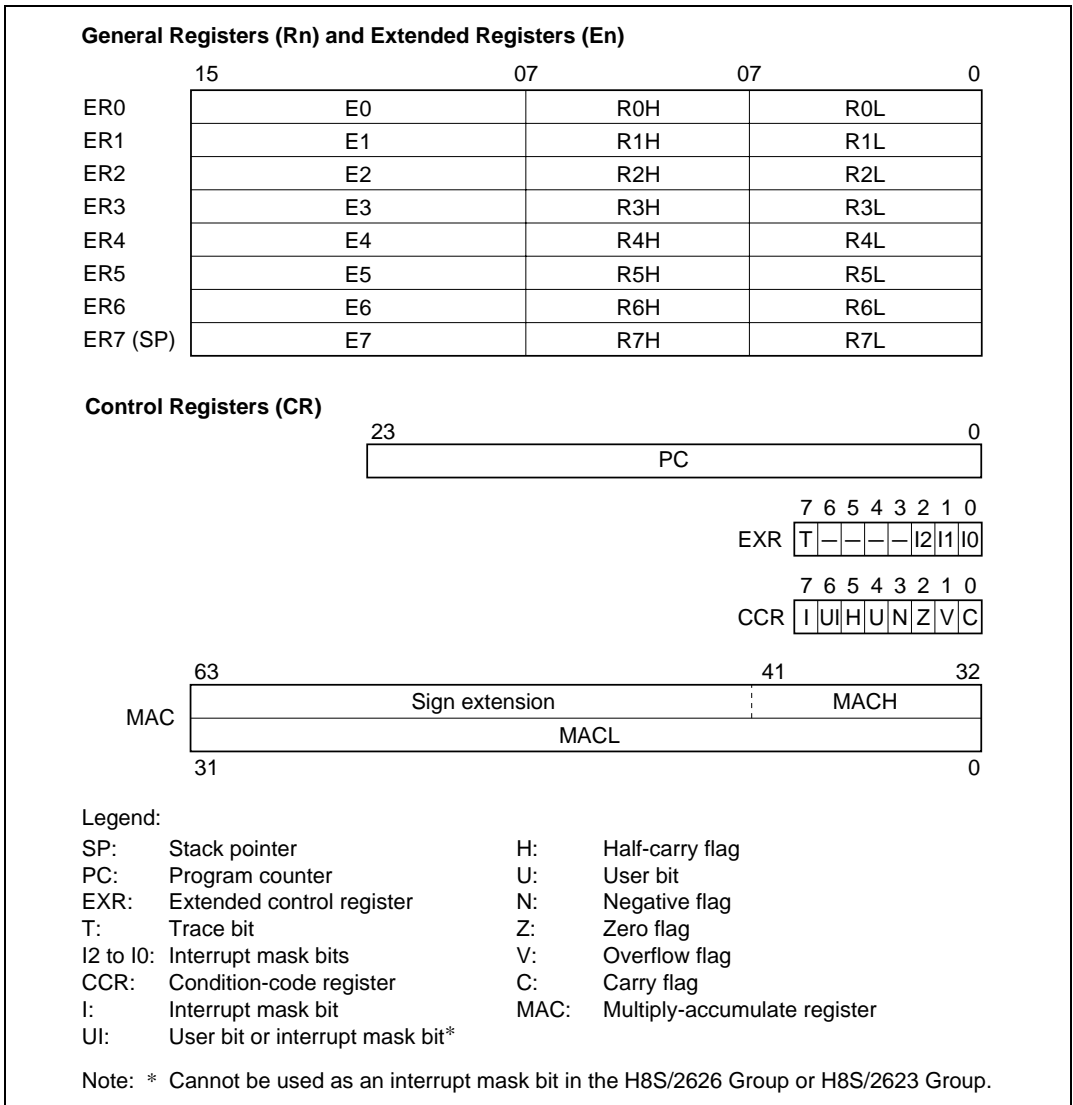 General Registers (Rn) and Extended Registers (En)
15 07 07 0
ER0 E0 R0H R0L
ER1 E1 R1H R1L
ER2 E2 R2H R2L
ER3 E3 R3H R3L
ER4 E4 R4H R4L
ER5 E5 R5H R5L
ER6 E6 R6H R6L
ER7 (SP) E7 R7H R7L
Control Registers (CR)
23 0
PC
7 6 5 4 3 2 1 0
EXR T — — — — I2 I1 I0
7 6 5 4 3 2 1 0
CCR I UI H U N Z V C
63 41 32
Sign extension MACH
MAC
MACL
31 0
Legend:
SP: Stack pointer H: Half-carry flag
PC: Program counter U: User bit
EXR: Extended control register N: Negative flag
T: Trace bit Z: Zero flag
I2 to I0: Interrupt mask bits V: Overflow flag
CCR: Condition-code register C: Carry flag
I: Interrupt mask bit MAC: Multiply-accumulate register
UI: User bit or interrupt mask bit*
Note: * Cannot be used as an interrupt mask bit in the H8S/2626 Group or H8S/2623 Group.